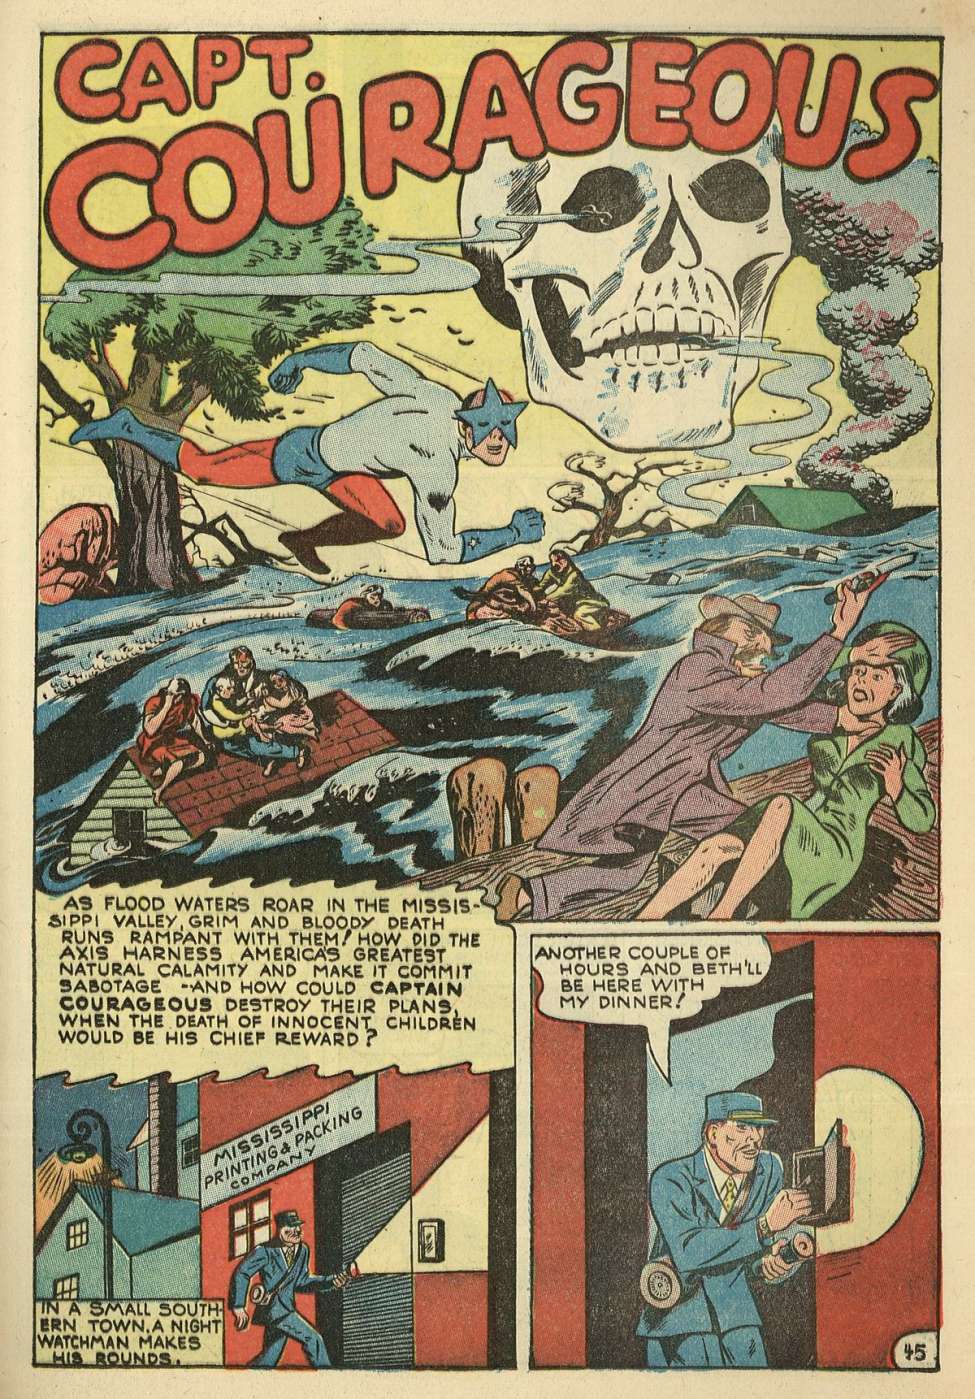 CAPT.
COURAGEOUS
AS FLOOD WATERS ROAR IN THE MISSIS-
SIPPI VALLEY, GRIM AND BLOODY DEATH
RUNS RAMPANT WITH THEM! HOW DID THE
AXIS HARNESS AMERICA'S GREATEST
NATURAL CALAMITY AND MAKE IT COMMIT
SABOTAGE --AND HOW COULD CAPTAIN
COURAGEOUS DESTROY THEIR PLANS,
WHEN THE DEATH OF INNOCENT CHILDREN
WOULD BE HIS CHIEF REWARD?
MISSISSIPPI
PRINTING & PACKING
COMPANY
IN A SMALL SOUTH-
ERN TOWN, A NIGHT
WATCHMAN MAKES
HIS ROUNDS.
ANOTHER COUPLE OF
HOURS AND BETH'LL
BE HERE WITH
MY DINNER!
45